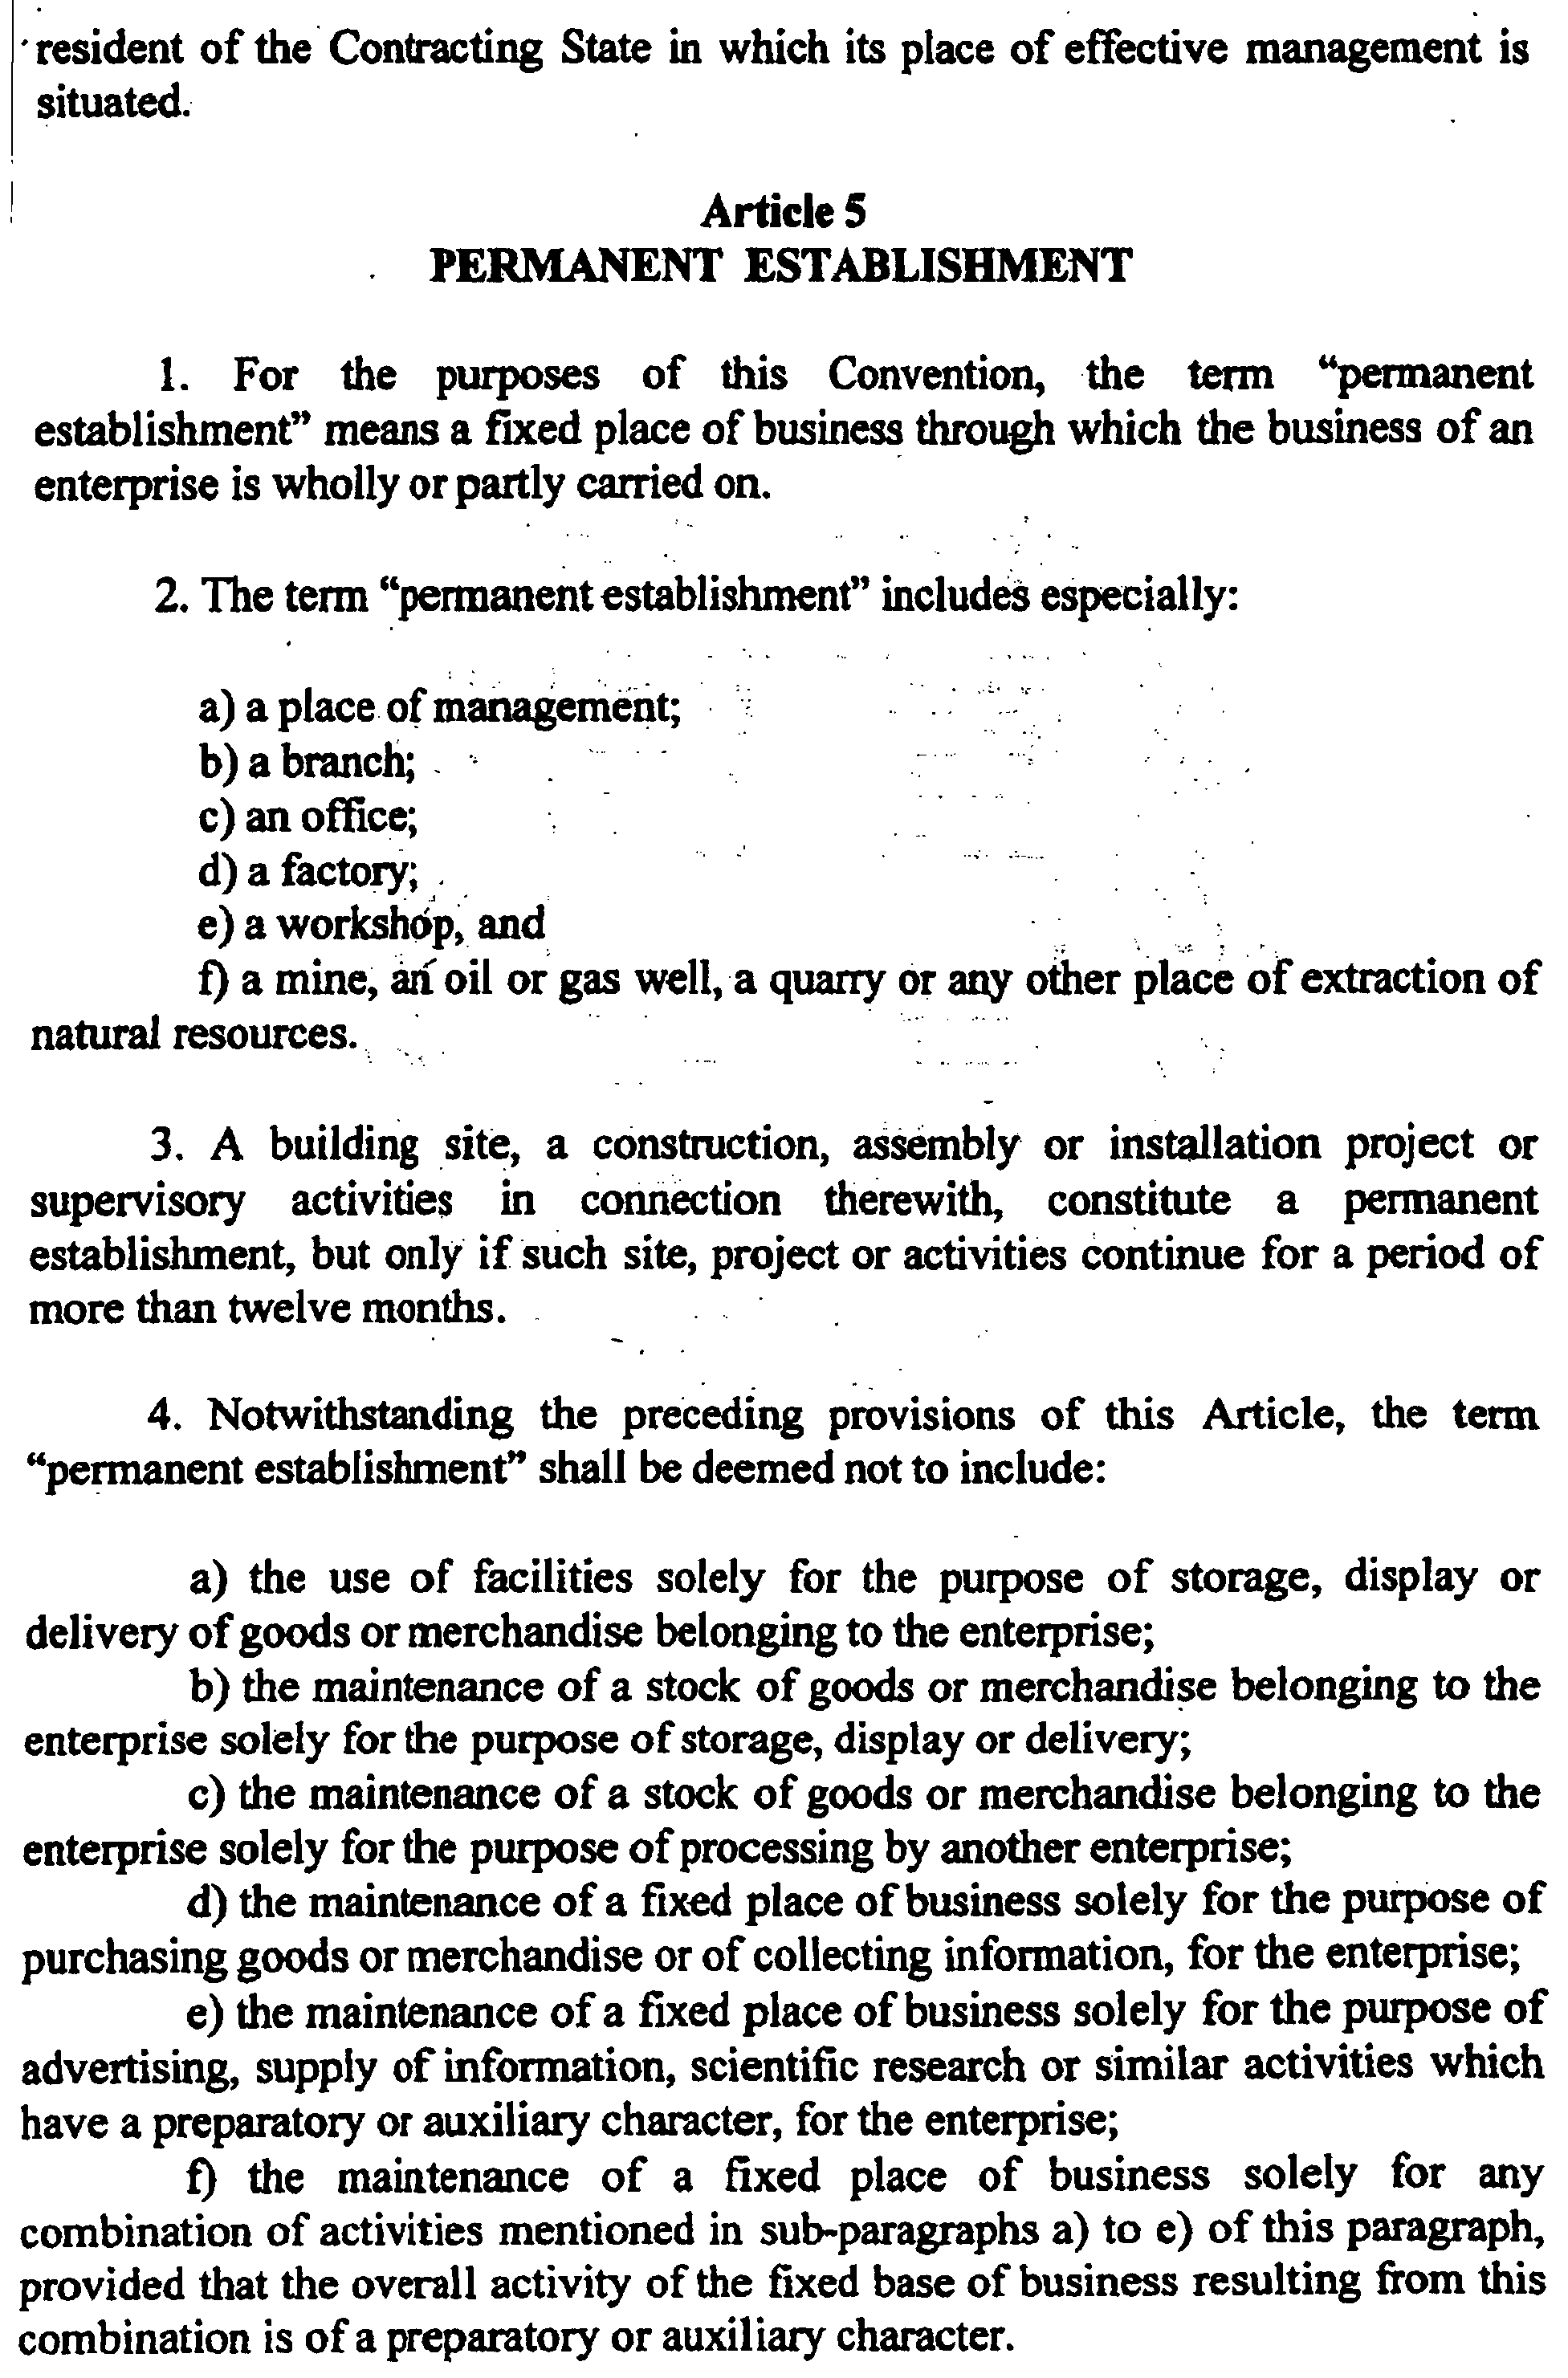 resident of the Contracting State in which its place of effective management is
situated.
Article 5
PERMANENT ESTABLISHMENT
1. For the purposes of this Convention, the term “permanent
establishment” means a fixed place of business through which the business of an
enterprise is wholly or partly carried on.
2. The term “permanent establishment” includes especially:
a) a place of management;
b) a branch;
c) an office;
d) a factory;
e) a workshop, and
f) a mine, an oil or gas well, a quarry or any other place of extraction of
natural resources.
3. A building site, a construction, assembly or installation project or
supervisory activities in connection therewith, constitute a permanent
establishment, but only if such site, project or activities continue for a period of
more than twelve months.
4. Notwithstanding the preceding provisions of this Article, the term
“permanent establishment” shall be deemed not to include:
a) the use of facilities solely for the purpose of storage, display or
delivery of goods or merchandise belonging to the enterprise;
b) the maintenance of a stock of goods or merchandise belonging to the
enterprise solely for the purpose of storage, display or delivery;
c) the maintenance of a stock of goods or merchandise belonging to the
enterprise solely for the purpose of processing by another enterprise;
d) the maintenance of a fixed place of business solely for the purpose of
purchasing goods or merchandise or of collecting information, for the enterprise;
e) the maintenance of a fixed place of business solely for the purpose of
advertising, supply of information, scientific research or similar activities which
have a preparatory or auxiliary character, for the enterprise;
f) the maintenance of a fixed place of business solely for any
combination of activities mentioned in sub-paragraphs a) to e) of this paragraph,
provided that the overall activity of the fixed base of business resulting from this
combination is of a preparatory or auxiliary character.